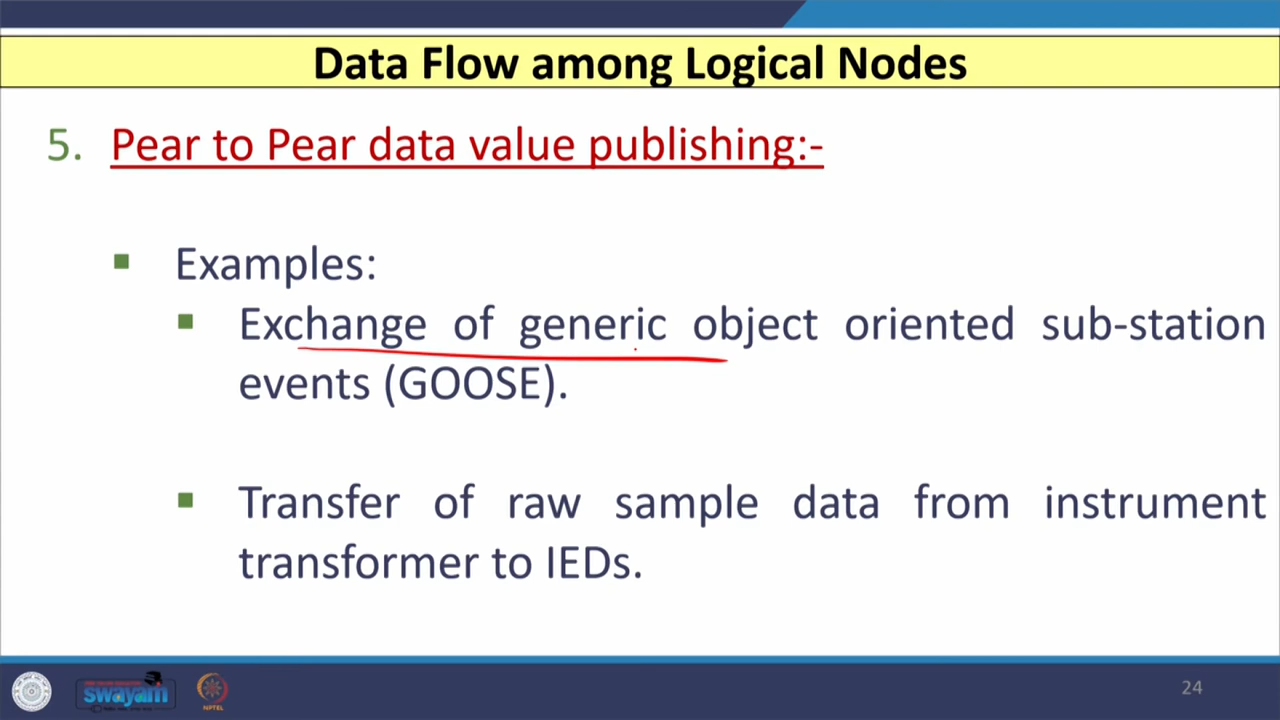 Data Flow among Logical Nodes
5. Pear to Pear data value publishing:-
Examples:
Exchange of generic object oriented sub-station
events (GOOSE).
Transfer of raw sample data from instrument
transformer to IEDs.
swayam
NPTEL
24